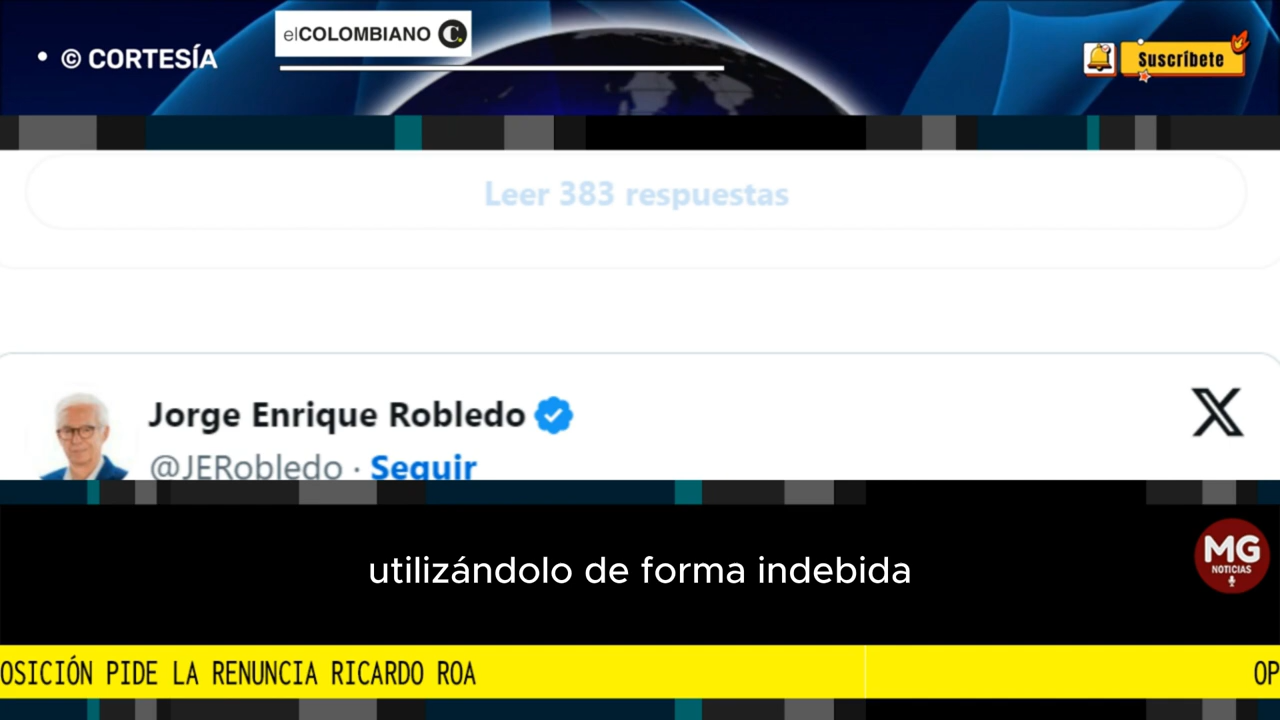 © CORTESÍA
elCOLOMBIANO
Suscríbete
Leer 383 respuestas
Jorge Enrique Robledo
@JERobledo · Seguir
utilizándolo de forma indebida
MG
NOTICIAS
OSICIÓN PIDE LA RENUNCIA RICARDO ROA
OP